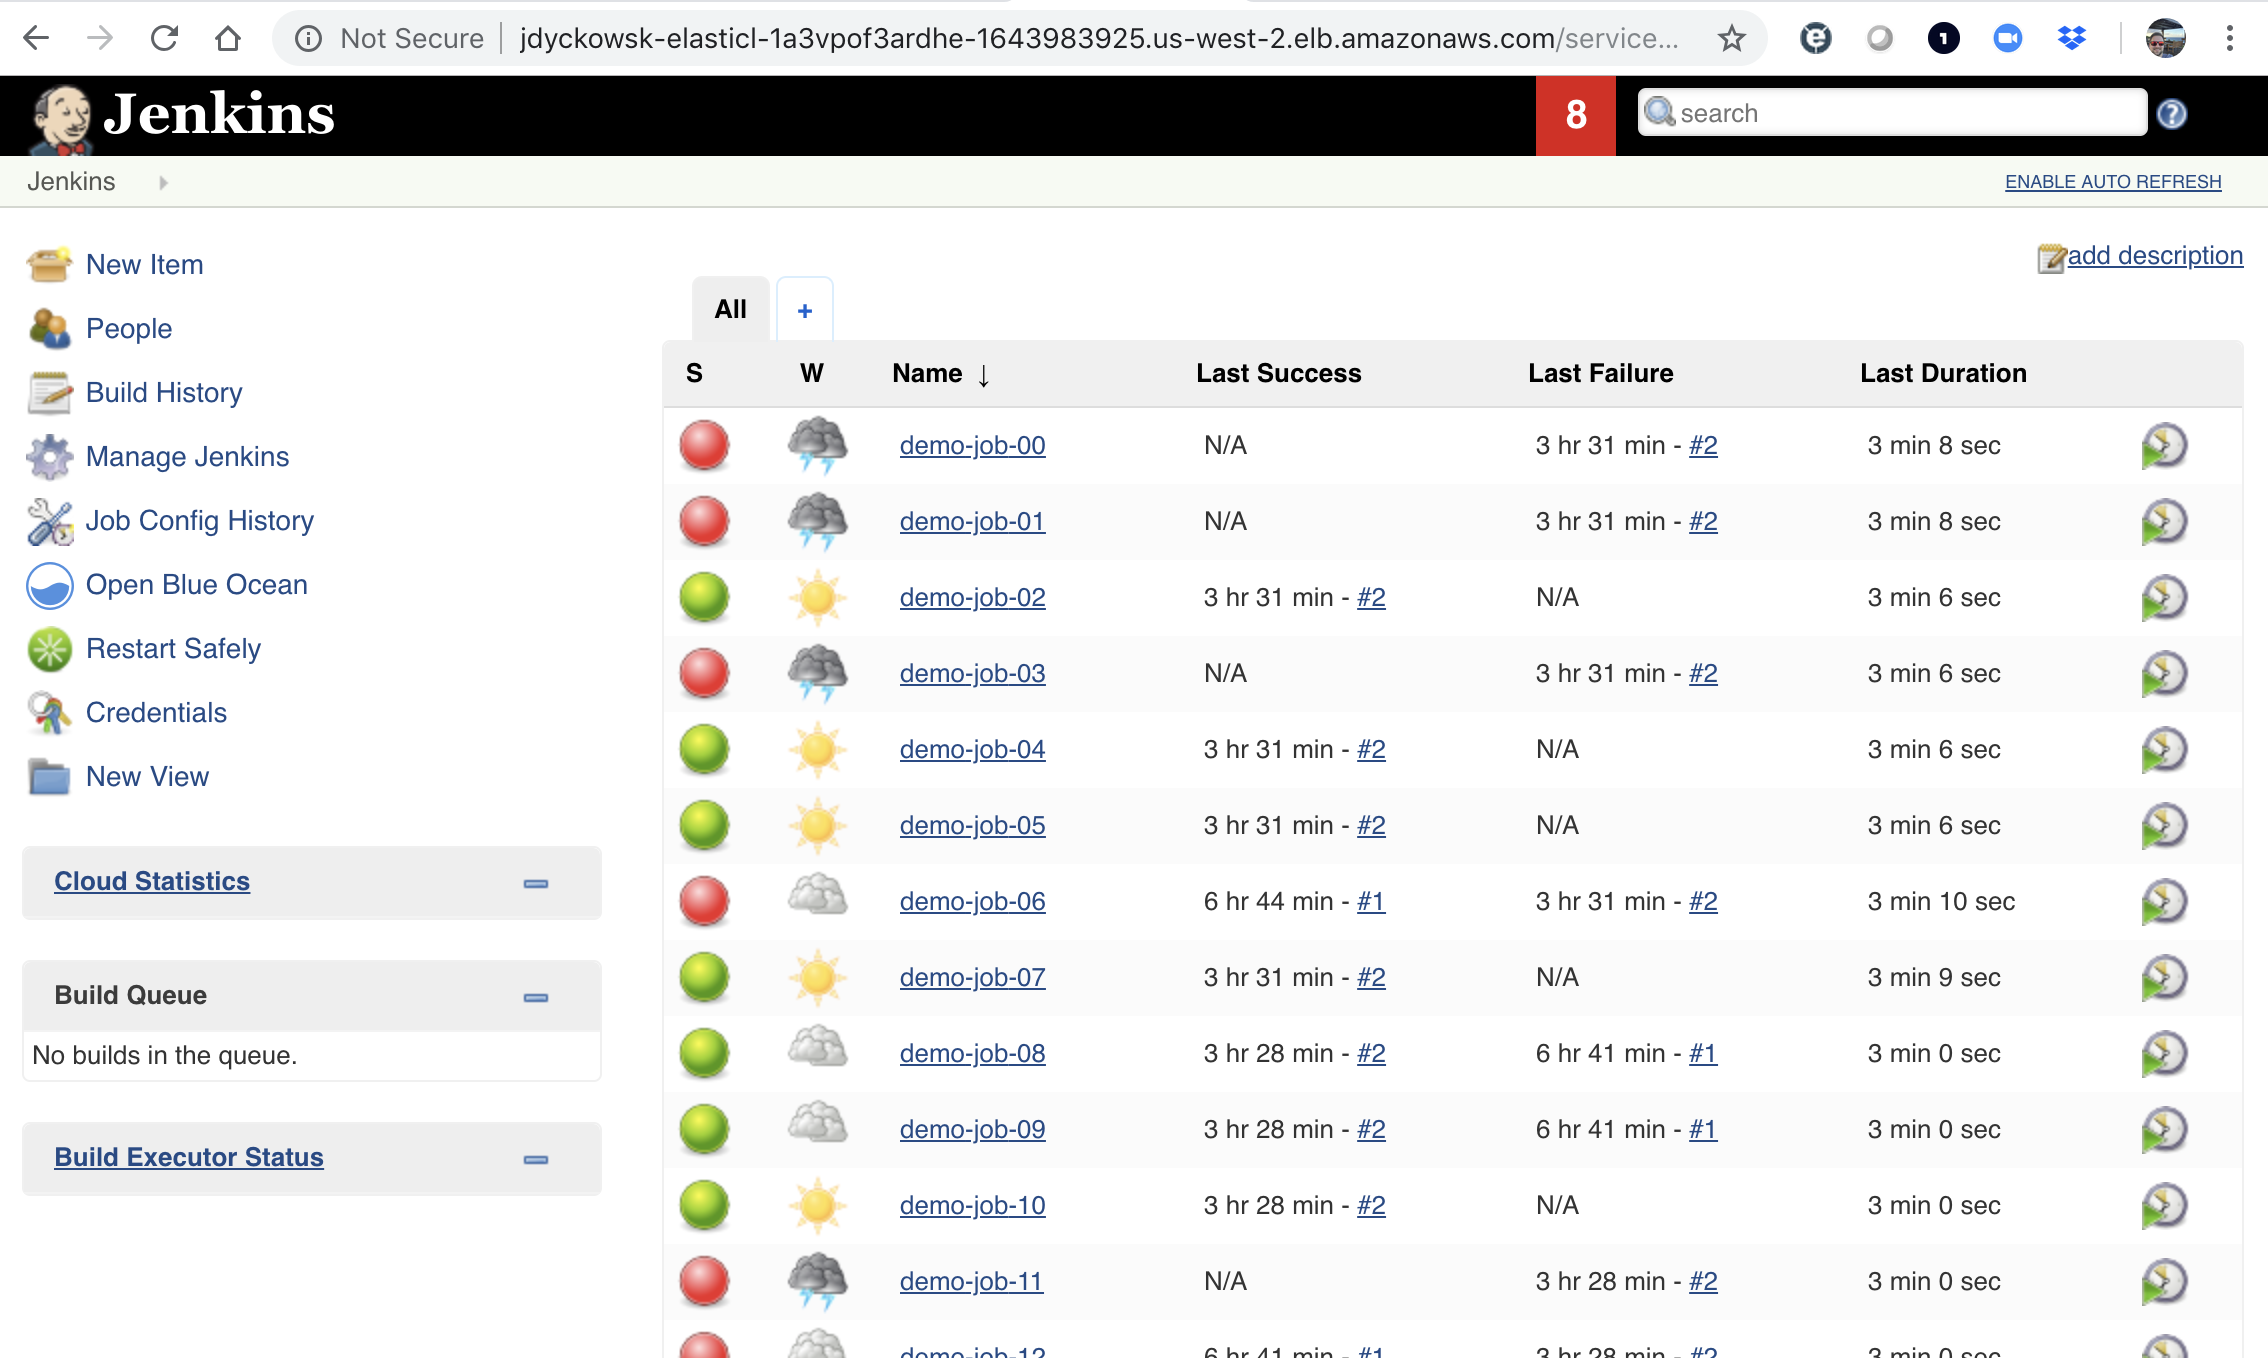 Not Secure jdyckowsk-elasticl-1a3vpof3ardhe-1643983925.us-west-2.elb.amazonaws.com/service...
Jenkins 8 search
Jenkins ENABLE AUTO REFRESH
New Item
People
Build History
Manage Jenkins
Job Config History
Open Blue Ocean
Restart Safely
Credentials
New View
Cloud Statistics
Build Queue
No builds in the queue.
Build Executor Status
add description
All +
S W Name ↓ Last Success Last Failure Last Duration
demo-job-00 N/A 3 hr 31 min - #2 3 min 8 sec
demo-job-01 N/A 3 hr 31 min - #2 3 min 8 sec
demo-job-02 3 hr 31 min - #2 N/A 3 min 6 sec
demo-job-03 N/A 3 hr 31 min - #2 3 min 6 sec
demo-job-04 3 hr 31 min - #2 N/A 3 min 6 sec
demo-job-05 3 hr 31 min - #2 N/A 3 min 6 sec
demo-job-06 6 hr 44 min - #1 3 hr 31 min - #2 3 min 10 sec
demo-job-07 3 hr 31 min - #2 N/A 3 min 9 sec
demo-job-08 3 hr 28 min - #2 6 hr 41 min - #1 3 min 0 sec
demo-job-09 3 hr 28 min - #2 6 hr 41 min - #1 3 min 0 sec
demo-job-10 3 hr 28 min - #2 N/A 3 min 0 sec
demo-job-11 N/A 3 hr 28 min - #2 3 min 0 sec
demo-job-12 6 hr 41 min - #1 3 hr 28 min - #2 3 min 0 sec